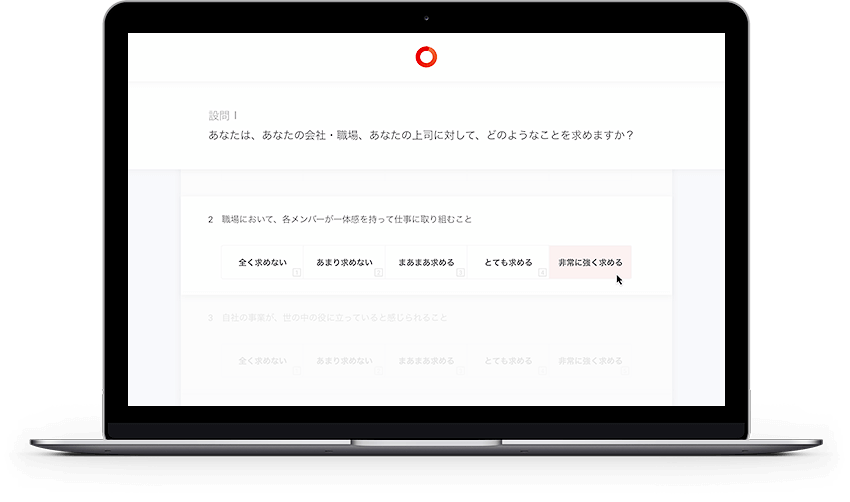 設問 I
あなたは、あなたの会社・職場、あなたの上司に対して、どのようなことを求めますか？
2 職場において、各メンバーが一体感を持って仕事に取り組むこと
全く求めない 1 あまり求めない 2 まあまあ求める 3 とても求める 4 非常に強く求める
3 自社の事業が、世の中の役に立っていると感じられること
全く求めない あまり求めない まあまあ求める とても求める 非常に強く求める